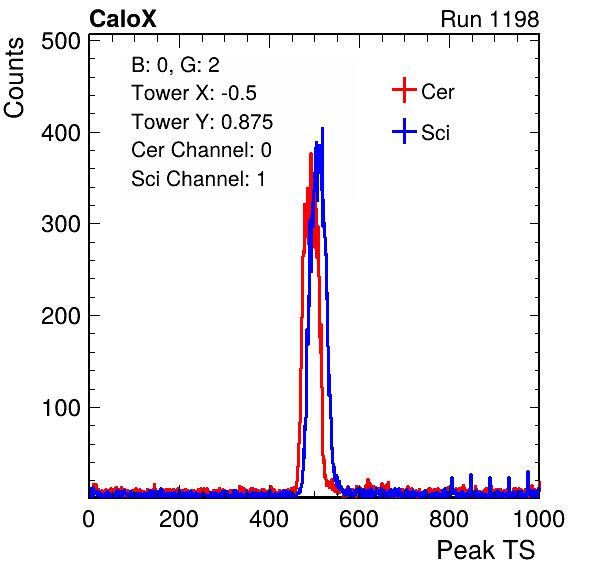 CaloX Run 1198
Counts
500
400
300
200
100
B: 0, G: 2
Tower X: -0.5
Tower Y: 0.875
Cer Channel: 0
Sci Channel: 1
Cer
Sci
0 200 400 600 800 1000
Peak TS